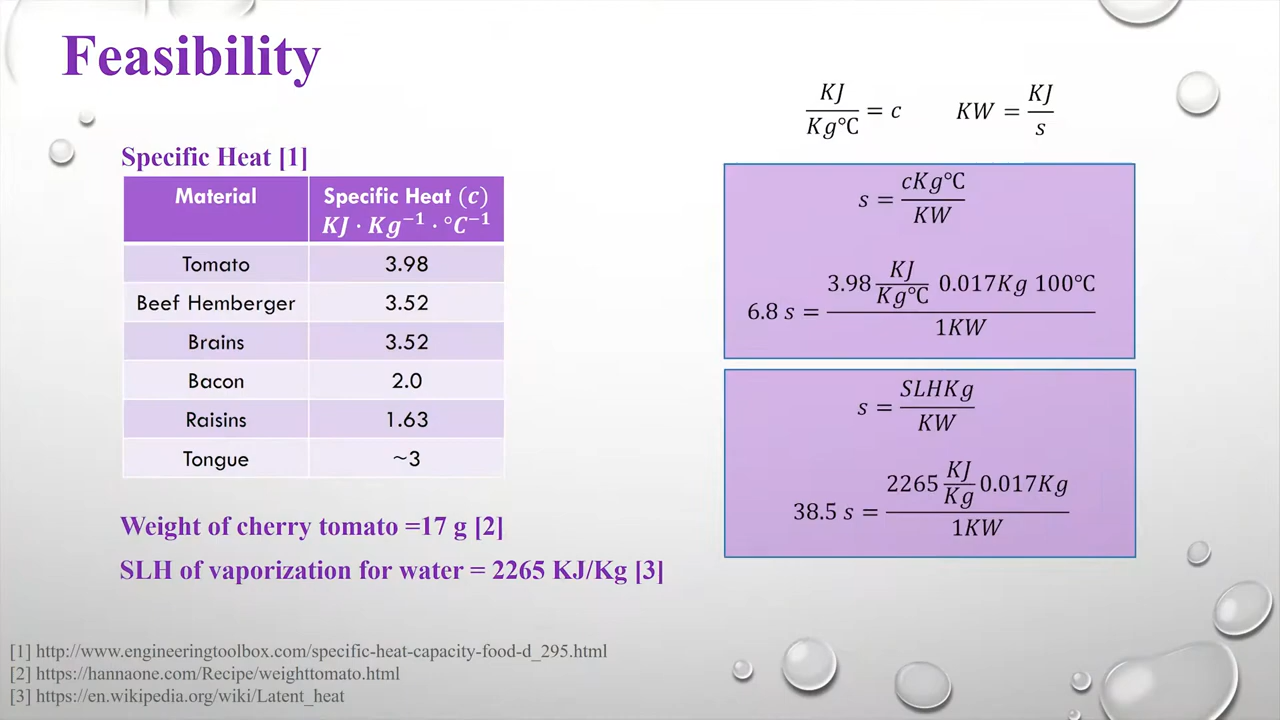 Feasibility
KJ/Kg℃ = c    KW = KJ/s
Specific Heat [1]
Material    Specific Heat (c) KJ · Kg⁻¹ · °C⁻¹
Tomato    3.98
Beef Hemberger    3.52
Brains    3.52
Bacon    2.0
Raisins    1.63
Tongue    ~3
Weight of cherry tomato =17 g [2]
SLH of vaporization for water = 2265 KJ/Kg [3]
s = cKg℃/KW
6.8 s = 3.98 KJ/Kg℃ 0.017Kg 100℃/1KW
s = SLHKg/KW
38.5 s = 2265 KJ/Kg 0.017Kg/1KW
[1] http://www.engineeringtoolbox.com/specific-heat-capacity-food-d_295.html
[2] https://hannaone.com/Recipe/weighttomato.html
[3] https://en.wikipedia.org/wiki/Latent_heat